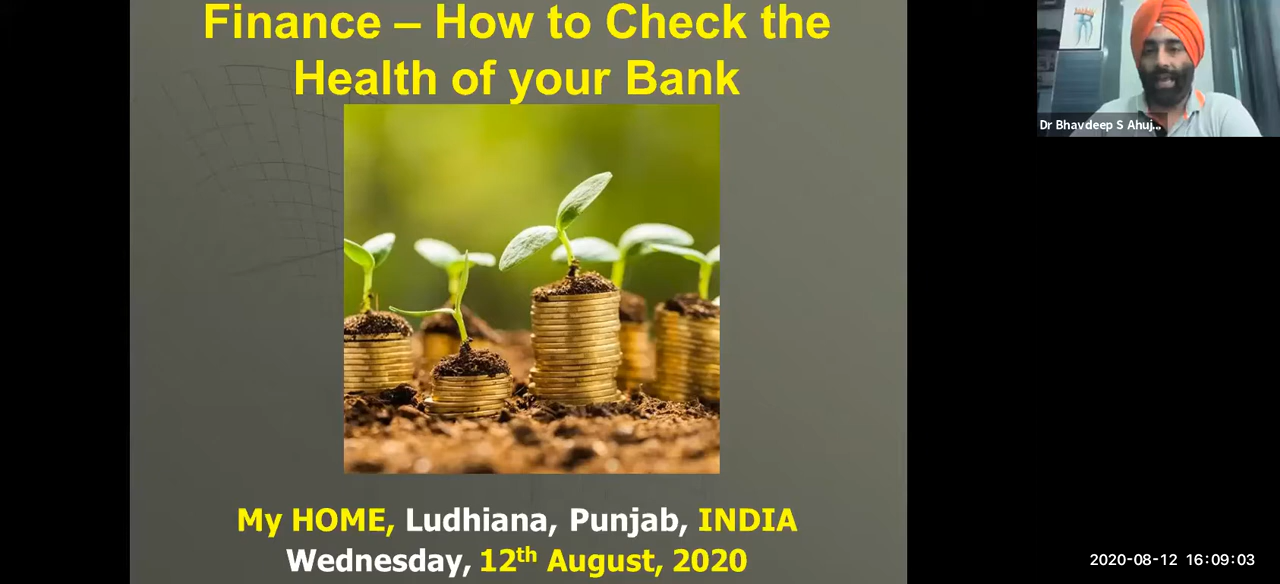 Finance – How to Check the
Health of your Bank
Dr Bhavdeep S Ahuj...
My HOME, Ludhiana, Punjab, INDIA
Wednesday, 12th August, 2020
2020-08-12 16:09:03